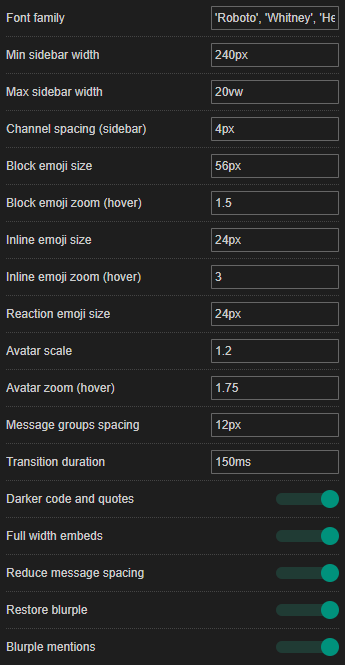 Font family 'Roboto', 'Whitney', 'He
Min sidebar width 240px
Max sidebar width 20vw
Channel spacing (sidebar) 4px
Block emoji size 56px
Block emoji zoom (hover) 1.5
Inline emoji size 24px
Inline emoji zoom (hover) 3
Reaction emoji size 24px
Avatar scale 1.2
Avatar zoom (hover) 1.75
Message groups spacing 12px
Transition duration 150ms
Darker code and quotes
Full width embeds
Reduce message spacing
Restore blurple
Blurple mentions